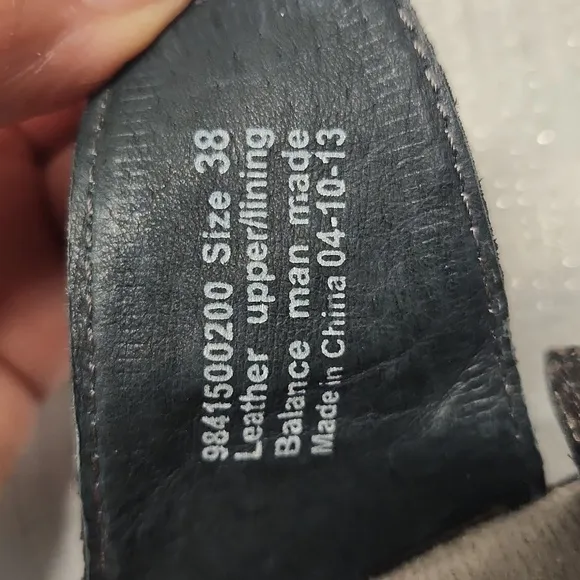 9841500200 Size 38
Leather upper/lining
Balance man made
Made in China 04-10-13